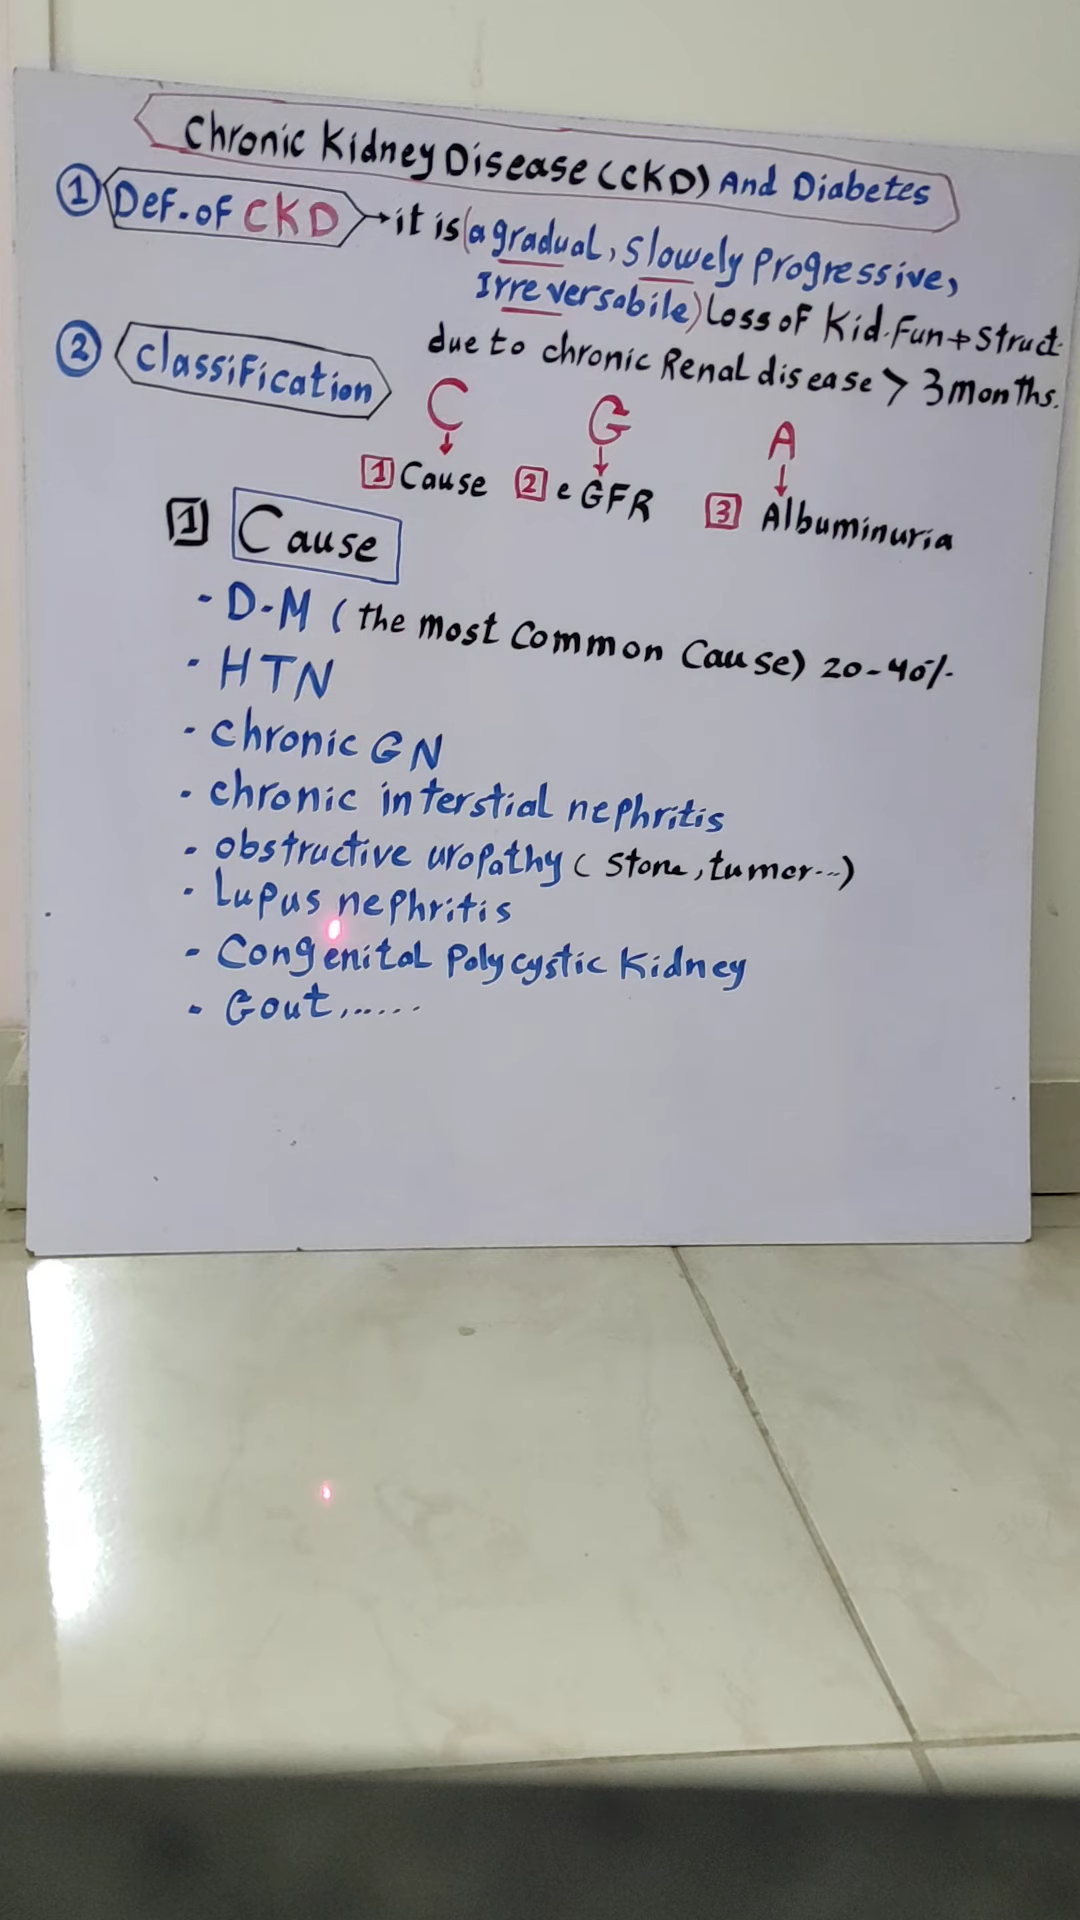 Chronic Kidney Disease (CKD) And Diabetes
① Def. of CKD → it is (a gradual, Slowely Progressive,
Irreversabile) Loss of Kid. Fun + Struct.
due to chronic Renal disease > 3 months.
② classification
C G A
1 Cause 2 eGFR 3 Albuminuria
1 Cause
- D-M (the most Common Cause) 20-40%
- HTN
- chronic GN
- chronic interstial nephritis
- obstructive uropathy (stone, tumor...)
- Lupus nephritis
- Congenital Polycystic Kidney
- Gout,.....